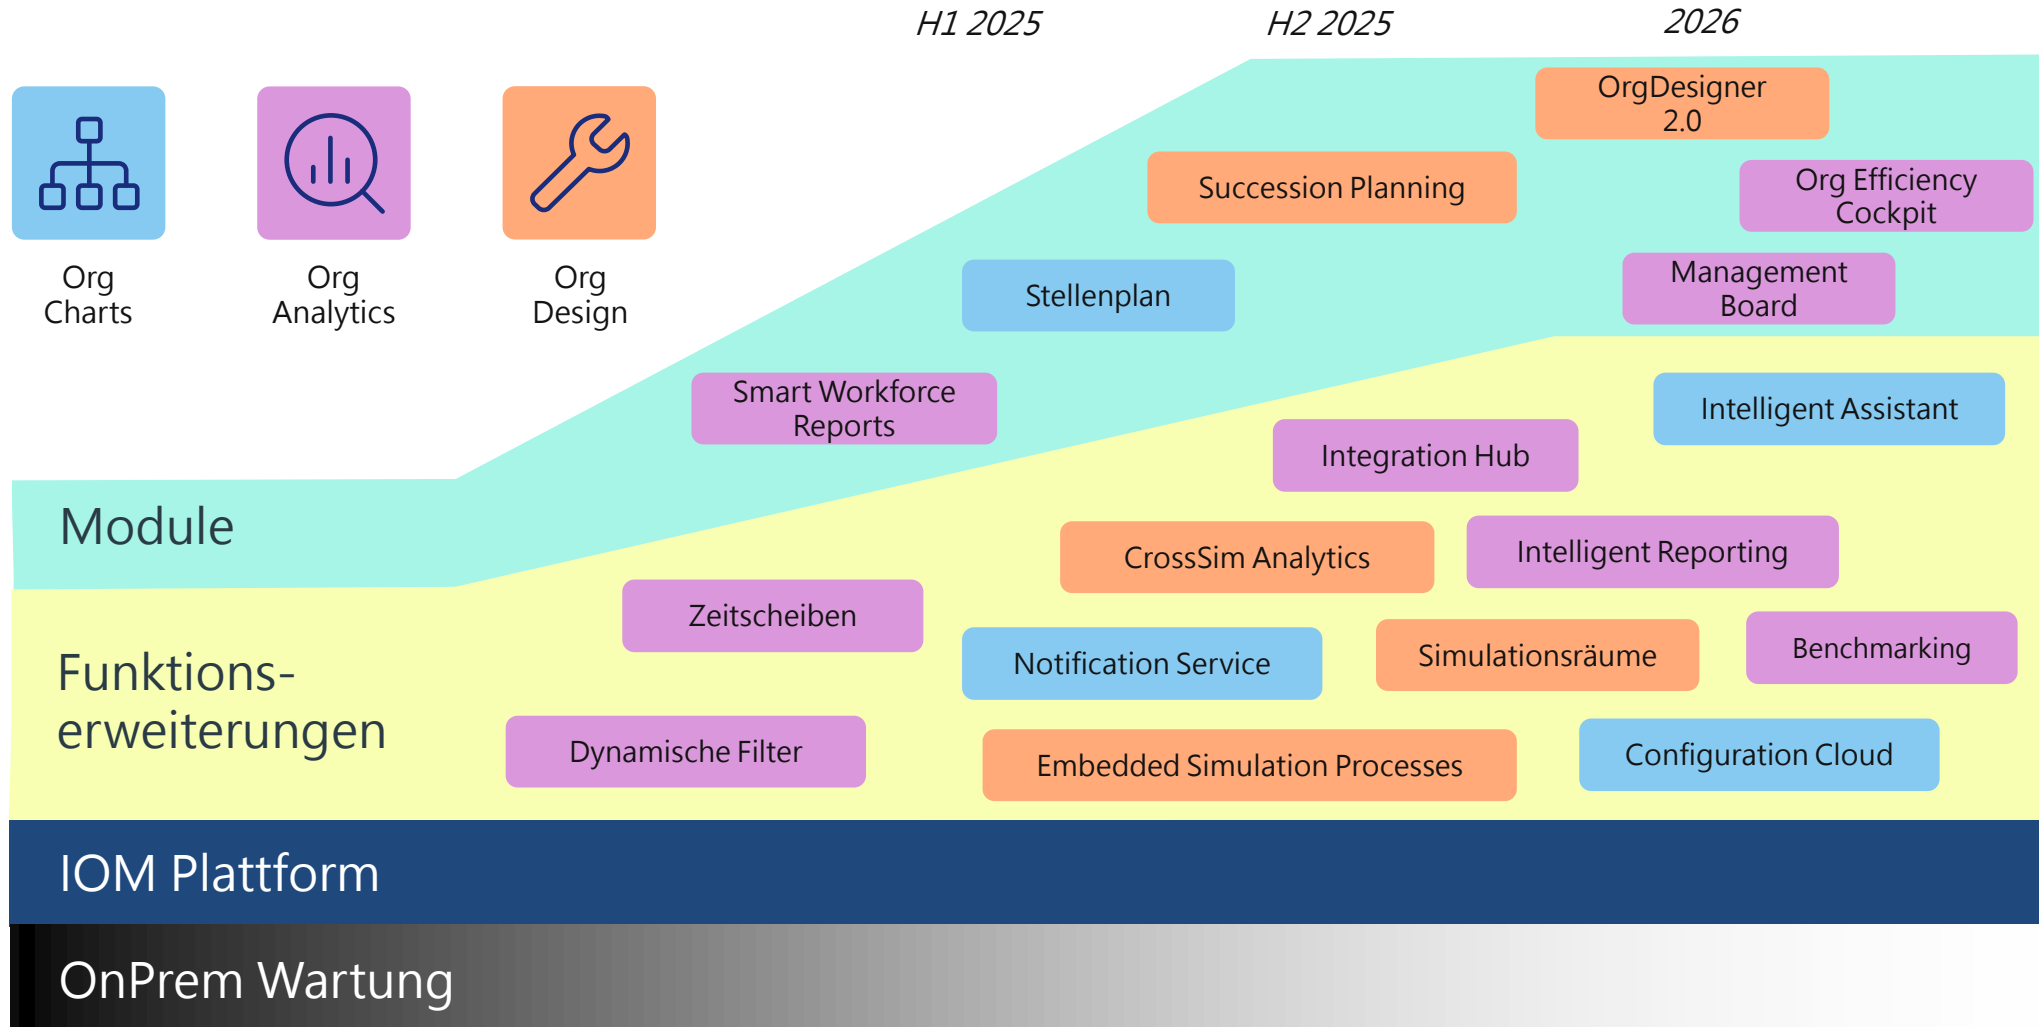 H1 2025
H2 2025
2026
Org
Charts
Org
Analytics
Org
Design
OrgDesigner
2.0
Succession Planning
Org Efficiency
Cockpit
Stellenplan
Management
Board
Smart Workforce
Reports
Module
Intelligent Assistant
Integration Hub
CrossSim Analytics
Intelligent Reporting
Zeitscheiben
Notification Service
Simulationsräume
Benchmarking
Funktions-
erweiterungen
Dynamische Filter
Embedded Simulation Processes
Configuration Cloud
IOM Plattform
OnPrem Wartung